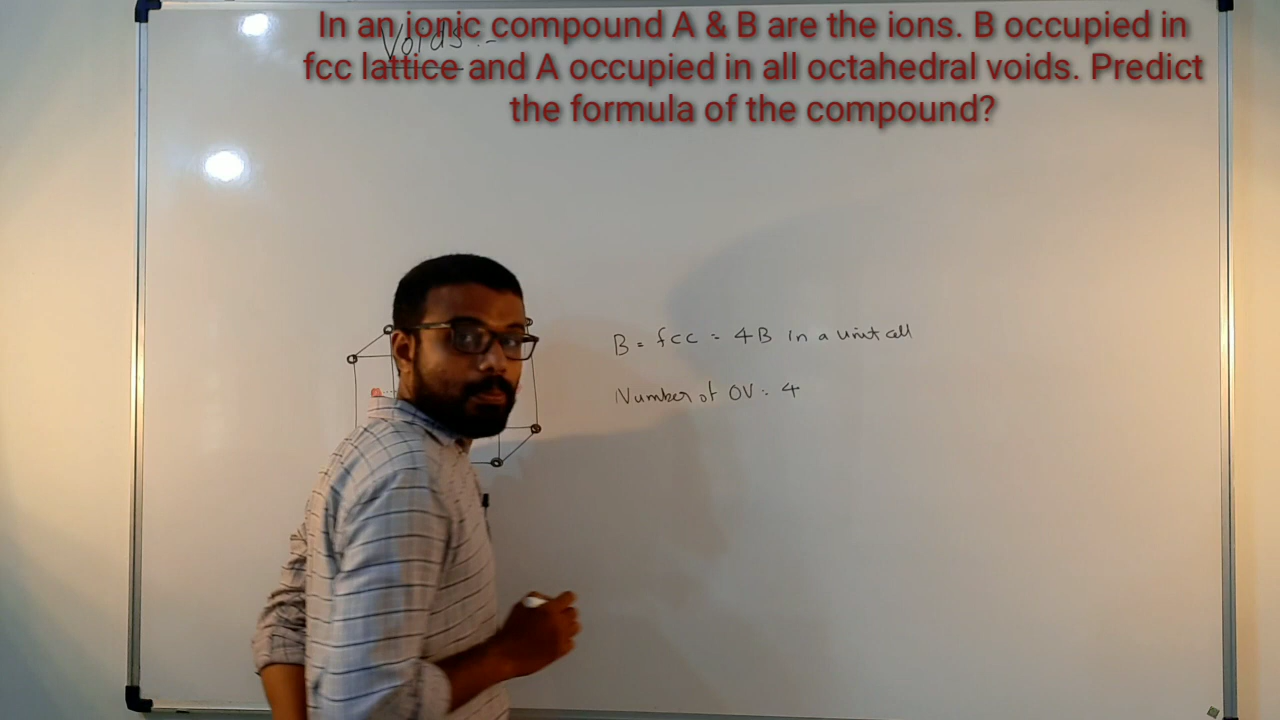 In an ionic compound A & B are the ions. B occupied in
fcc lattice and A occupied in all octahedral voids. Predict
the formula of the compound?
Voids :-
B = fcc = 4B in a unit cell
Number of OV : 4